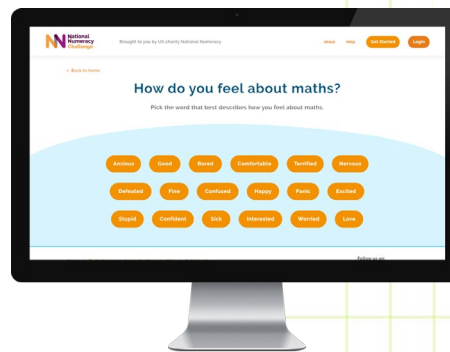 National
Numeracy
Challenge
Brought to you by UK charity National Numeracy
About Help Get Started Login
< Back to home
How do you feel about maths?
Pick the word that best describes how you feel about maths.
Anxious Good Bored Comfortable Terrified Nervous
Defeated Fine Confused Happy Panic Excited
Stupid Confident Sick Interested Worried Love
Follow us on